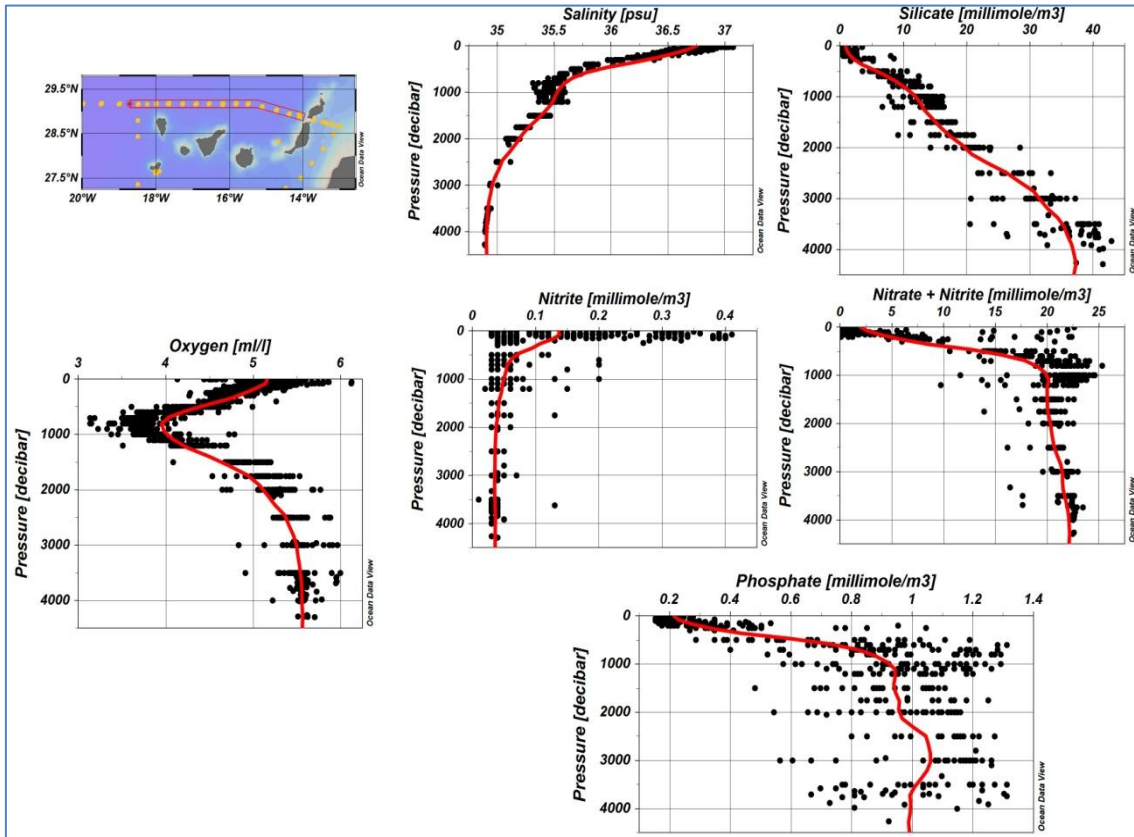 29.5°N
28.5°N
27.5°N
20°W 18°W 16°W 14°W
Ocean Data View
Salinity [psu]
35 35.5 36 36.5 37
0
1000
2000
3000
4000
Pressure [decibar]
Ocean Data View
Silicate [millimole/m3]
0 10 20 30 40
0
1000
2000
3000
4000
Pressure [decibar]
Ocean Data View
Oxygen [ml/l]
3 4 5 6
0
1000
2000
3000
4000
Pressure [decibar]
Ocean Data View
Nitrite [millimole/m3]
0 0.1 0.2 0.3 0.4
0
1000
2000
3000
4000
Pressure [decibar]
Ocean Data View
Nitrate + Nitrite [millimole/m3]
0 5 10 15 20 25
0
1000
2000
3000
4000
Pressure [decibar]
Ocean Data View
Phosphate [millimole/m3]
0.2 0.4 0.6 0.8 1 1.2 1.4
0
1000
2000
3000
4000
Pressure [decibar]
Ocean Data View